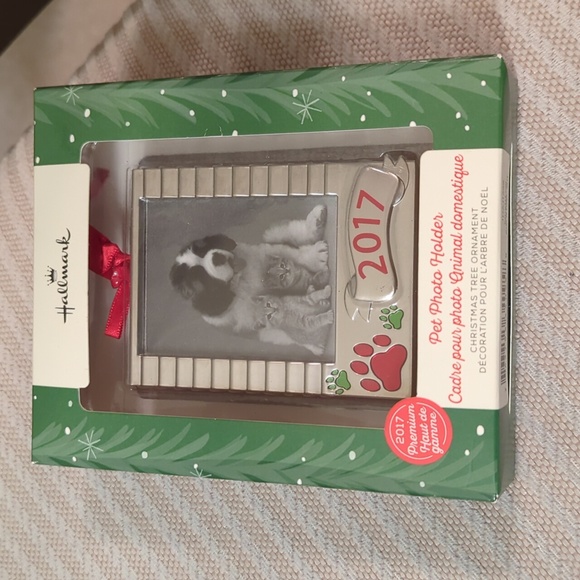 Hallmark
2017
Pet Photo Holder
Cadre pour photo Animal domestique
CHRISTMAS TREE ORNAMENT
DÉCORATION POUR L'ARBRE DE NOËL
2017
Premium
Haut de
gamme